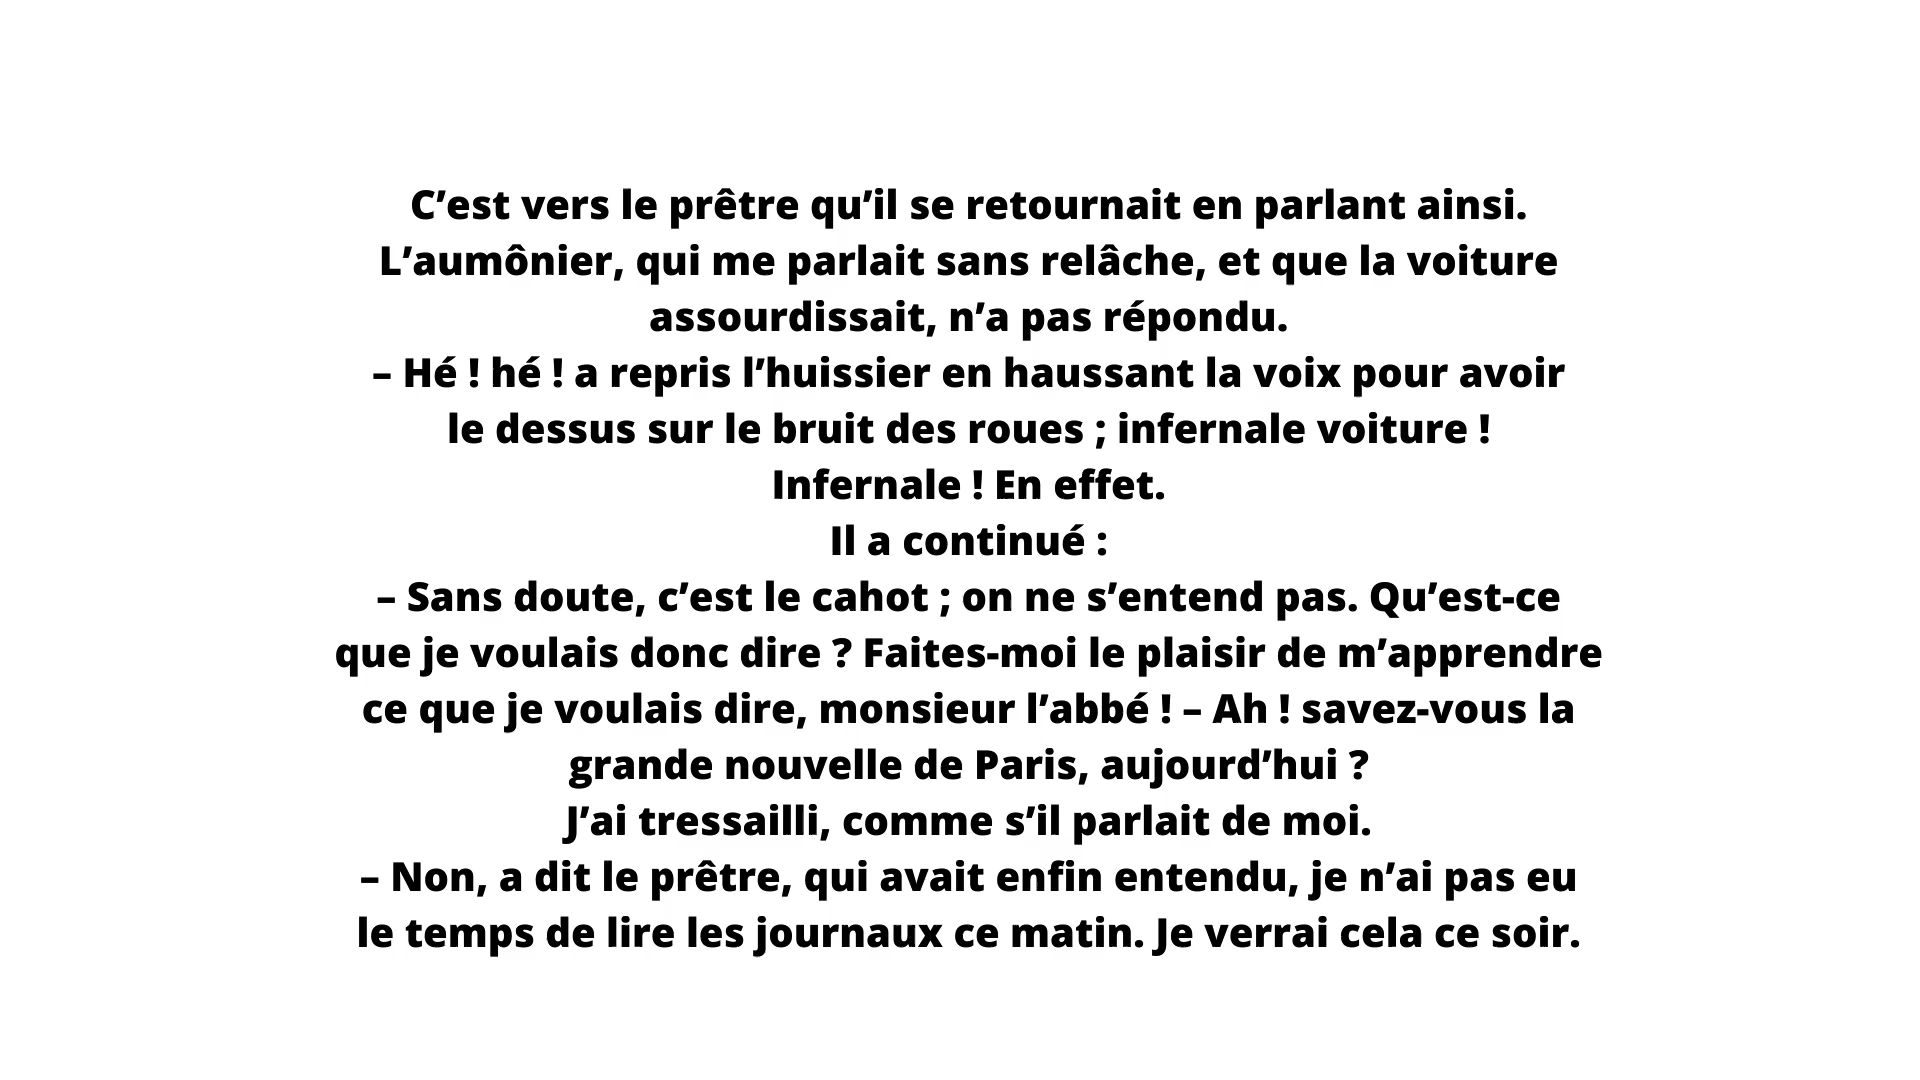 C’est vers le prêtre qu’il se retournait en parlant ainsi.
L’aumônier, qui me parlait sans relâche, et que la voiture
assourdissait, n’a pas répondu.
– Hé ! hé ! a repris l’huissier en haussant la voix pour avoir
le dessus sur le bruit des roues ; infernale voiture !
Infernale ! En effet.
Il a continué :
– Sans doute, c’est le cahot ; on ne s’entend pas. Qu’est-ce
que je voulais donc dire ? Faites-moi le plaisir de m’apprendre
ce que je voulais dire, monsieur l’abbé ! – Ah ! savez-vous la
grande nouvelle de Paris, aujourd’hui ?
J’ai tressailli, comme s’il parlait de moi.
– Non, a dit le prêtre, qui avait enfin entendu, je n’ai pas eu
le temps de lire les journaux ce matin. Je verrai cela ce soir.